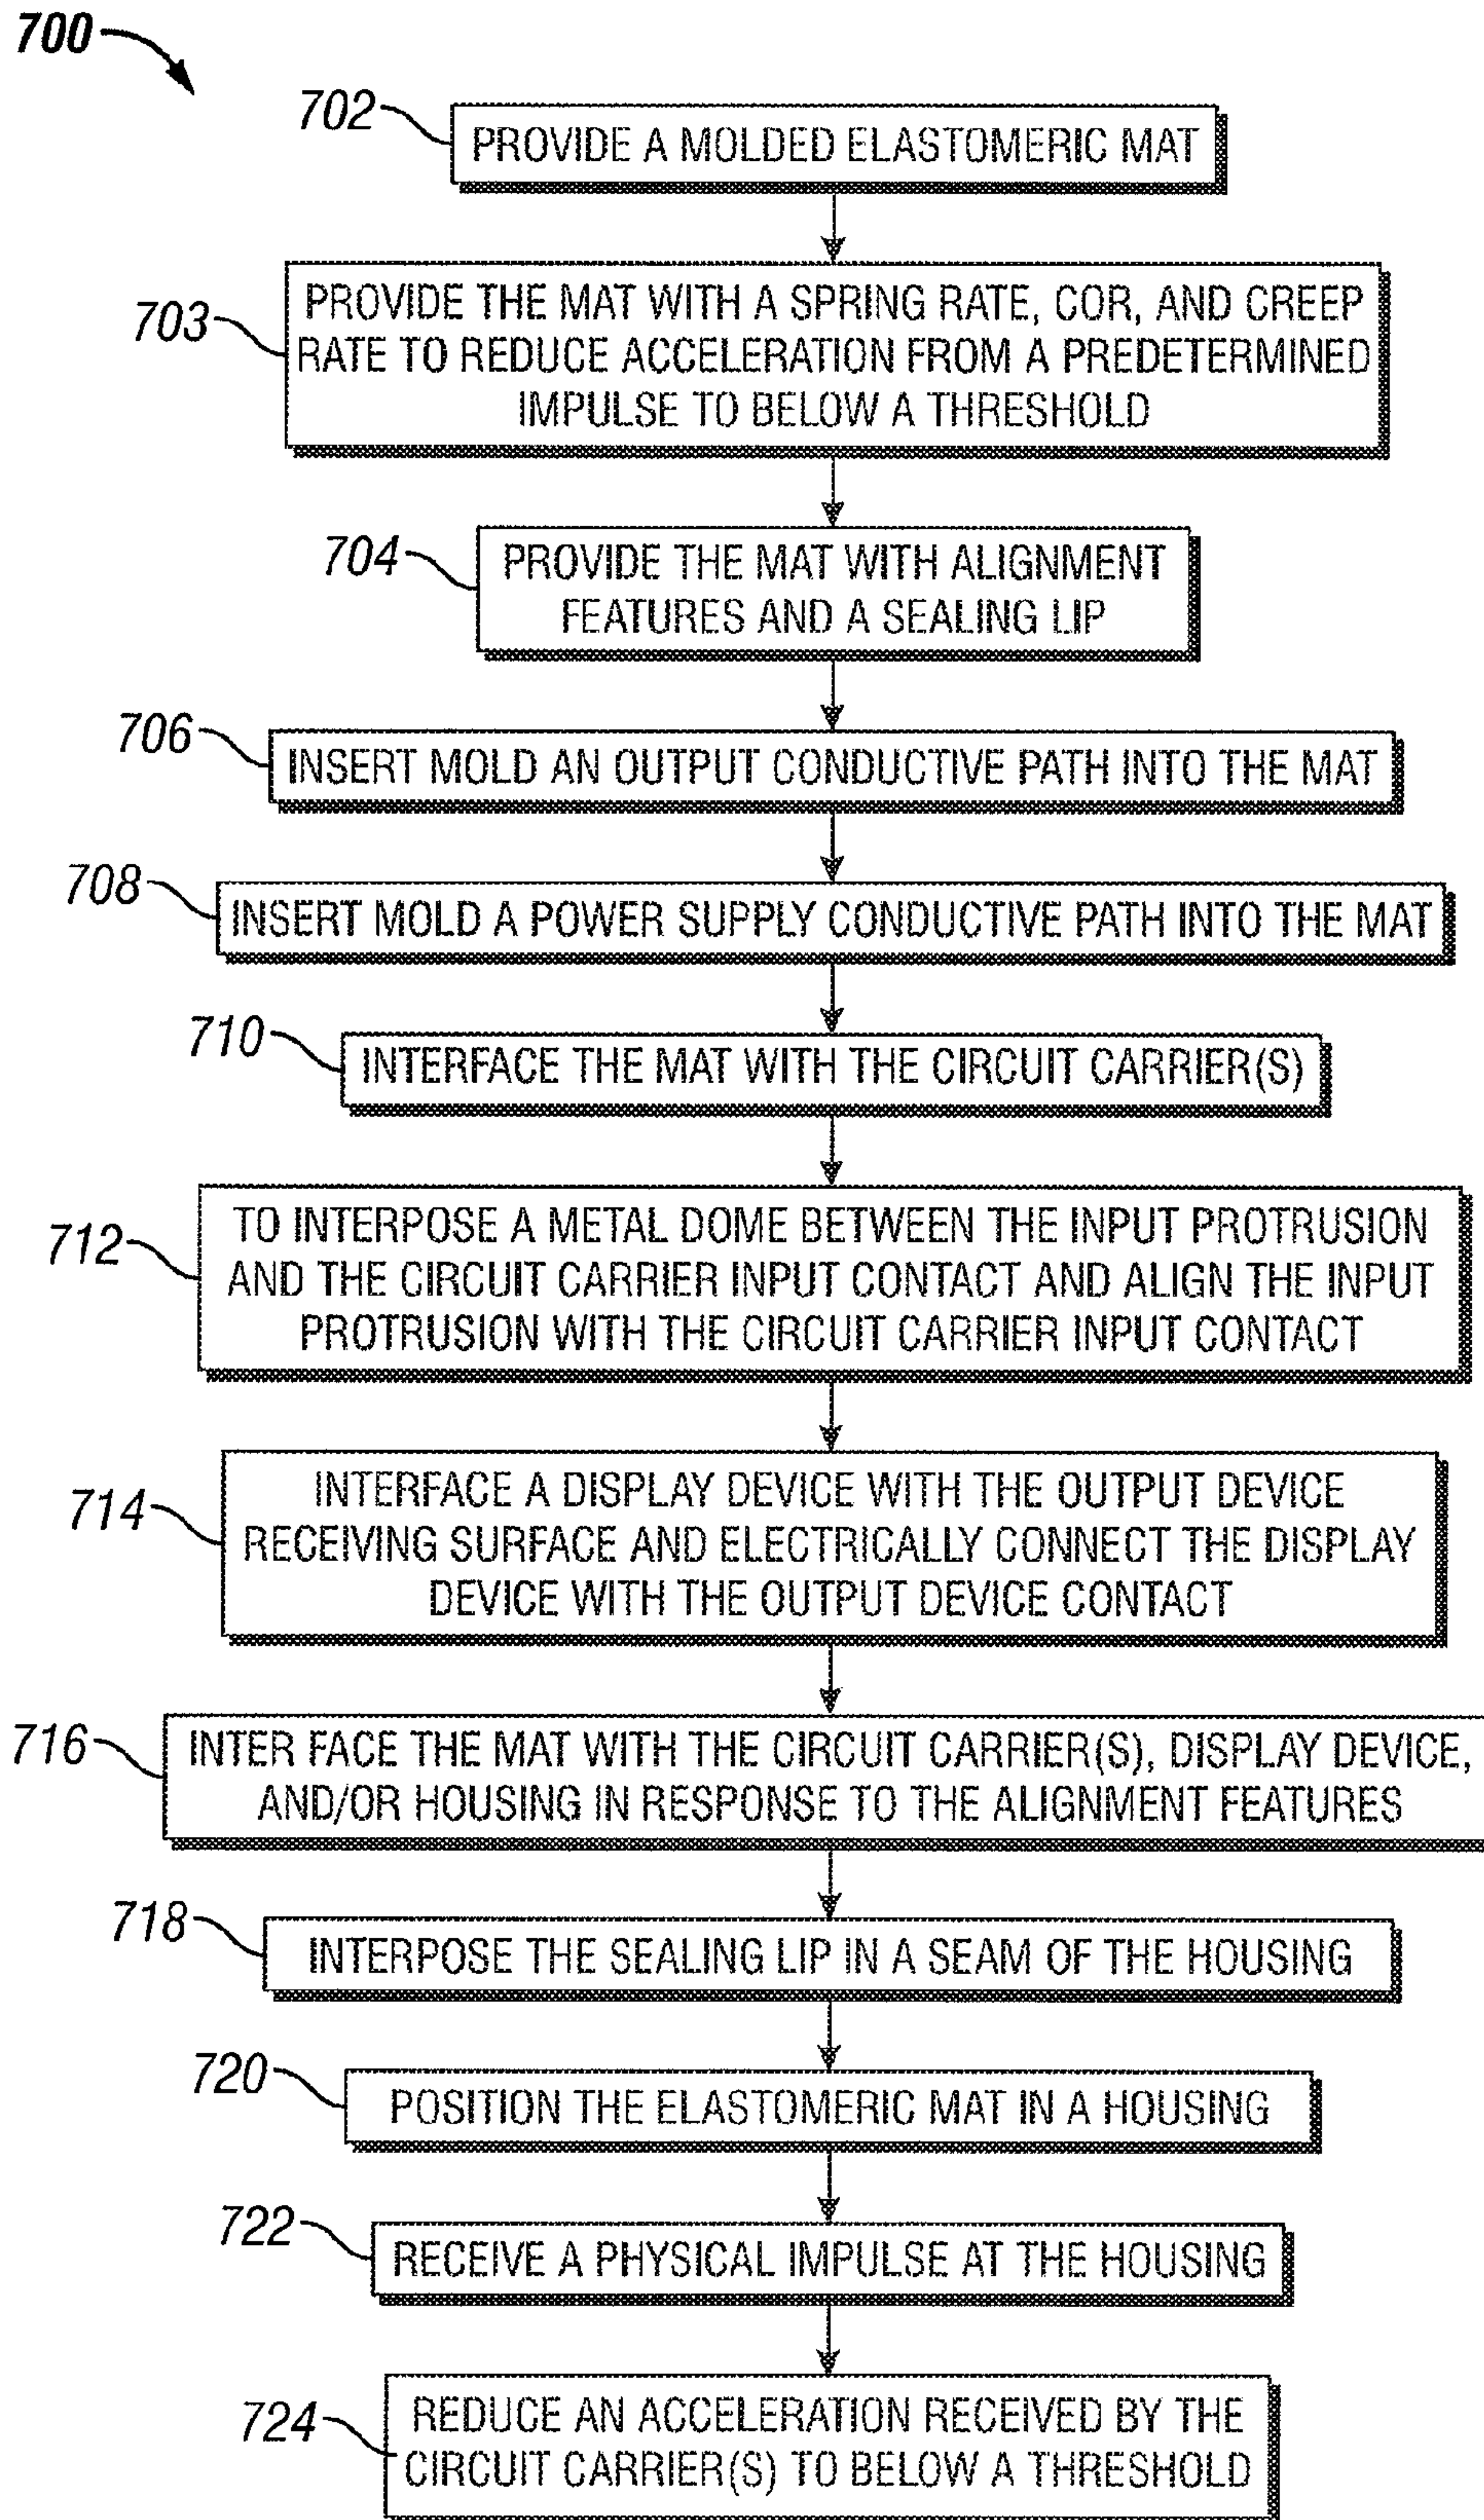 700
702
PROVIDE A MOLDED ELASTOMERIC MAT
703
PROVIDE THE MAT WITH A SPRING RATE, COR, AND CREEP
RATE TO REDUCE ACCELERATION FROM A PREDETERMINED
IMPULSE TO BELOW A THRESHOLD
704
PROVIDE THE MAT WITH ALIGNMENT
FEATURES AND A SEALING LIP
706
INSERT MOLD AN OUTPUT CONDUCTIVE PATH INTO THE MAT
708
INSERT MOLD A POWER SUPPLY CONDUCTIVE PATH INTO THE MAT
710
INTERFACE THE MAT WITH THE CIRCUIT CARRIER(S)
712
TO INTERPOSE A METAL DOME BETWEEN THE INPUT PROTRUSION
AND THE CIRCUIT CARRIER INPUT CONTACT AND ALIGN THE INPUT
PROTRUSION WITH THE CIRCUIT CARRIER INPUT CONTACT
714
INTERFACE A DISPLAY DEVICE WITH THE OUTPUT DEVICE
RECEIVING SURFACE AND ELECTRICALLY CONNECT THE DISPLAY
DEVICE WITH THE OUTPUT DEVICE CONTACT
716
INTER FACE THE MAT WITH THE CIRCUIT CARRIER(S), DISPLAY DEVICE,
AND/OR HOUSING IN RESPONSE TO THE ALIGNMENT FEATURES
718
INTERPOSE THE SEALING LIP IN A SEAM OF THE HOUSING
720
POSITION THE ELASTOMERIC MAT IN A HOUSING
722
RECEIVE A PHYSICAL IMPULSE AT THE HOUSING
724
REDUCE AN ACCELERATION RECEIVED BY THE
CIRCUIT CARRIER(S) TO BELOW A THRESHOLD